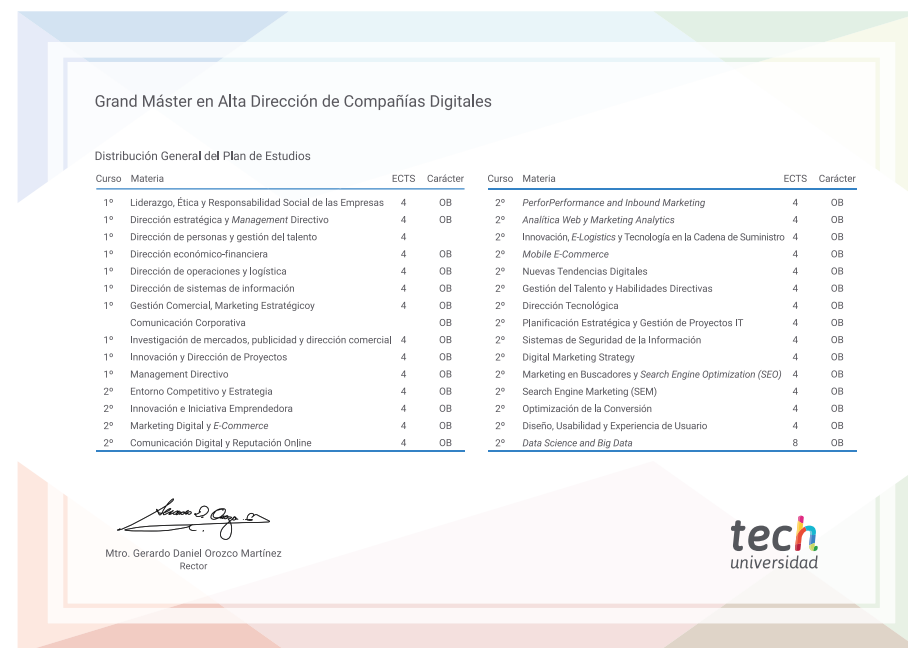 Grand Máster en Alta Dirección de Compañías Digitales
Distribución General del Plan de Estudios
Curso Materia ECTS Carácter
1º Liderazgo, Ética y Responsabilidad Social de las Empresas 4 OB
1º Dirección estratégica y Management Directivo 4 OB
1º Dirección de personas y gestión del talento 4
1º Dirección económico-financiera 4 OB
1º Dirección de operaciones y logística 4 OB
1º Dirección de sistemas de información 4 OB
1º Gestión Comercial, Marketing Estratégicoy 4 OB
Comunicación Corporativa OB
1º Investigación de mercados, publicidad y dirección comercial 4 OB
1º Innovación y Dirección de Proyectos 4 OB
1º Management Directivo 4 OB
2º Entorno Competitivo y Estrategia 4 OB
2º Innovación e Iniciativa Emprendedora 4 OB
2º Marketing Digital y E-Commerce 4 OB
2º Comunicación Digital y Reputación Online 4 OB
Curso Materia ECTS Carácter
2º PerforPerformance and Inbound Marketing 4 OB
2º Analítica Web y Marketing Analytics 4 OB
2º Innovación, E-Logistics y Tecnología en la Cadena de Suministro 4 OB
2º Mobile E-Commerce 4 OB
2º Nuevas Tendencias Digitales 4 OB
2º Gestión del Talento y Habilidades Directivas 4 OB
2º Dirección Tecnológica 4 OB
2º Planificación Estratégica y Gestión de Proyectos IT 4 OB
2º Sistemas de Seguridad de la Información 4 OB
2º Digital Marketing Strategy 4 OB
2º Marketing en Buscadores y Search Engine Optimization (SEO) 4 OB
2º Search Engine Marketing (SEM) 4 OB
2º Optimización de la Conversión 4 OB
2º Diseño, Usabilidad y Experiencia de Usuario 4 OB
2º Data Science and Big Data 8 OB
Mtro. Gerardo Daniel Orozco Martínez
Rector
tech
universidad